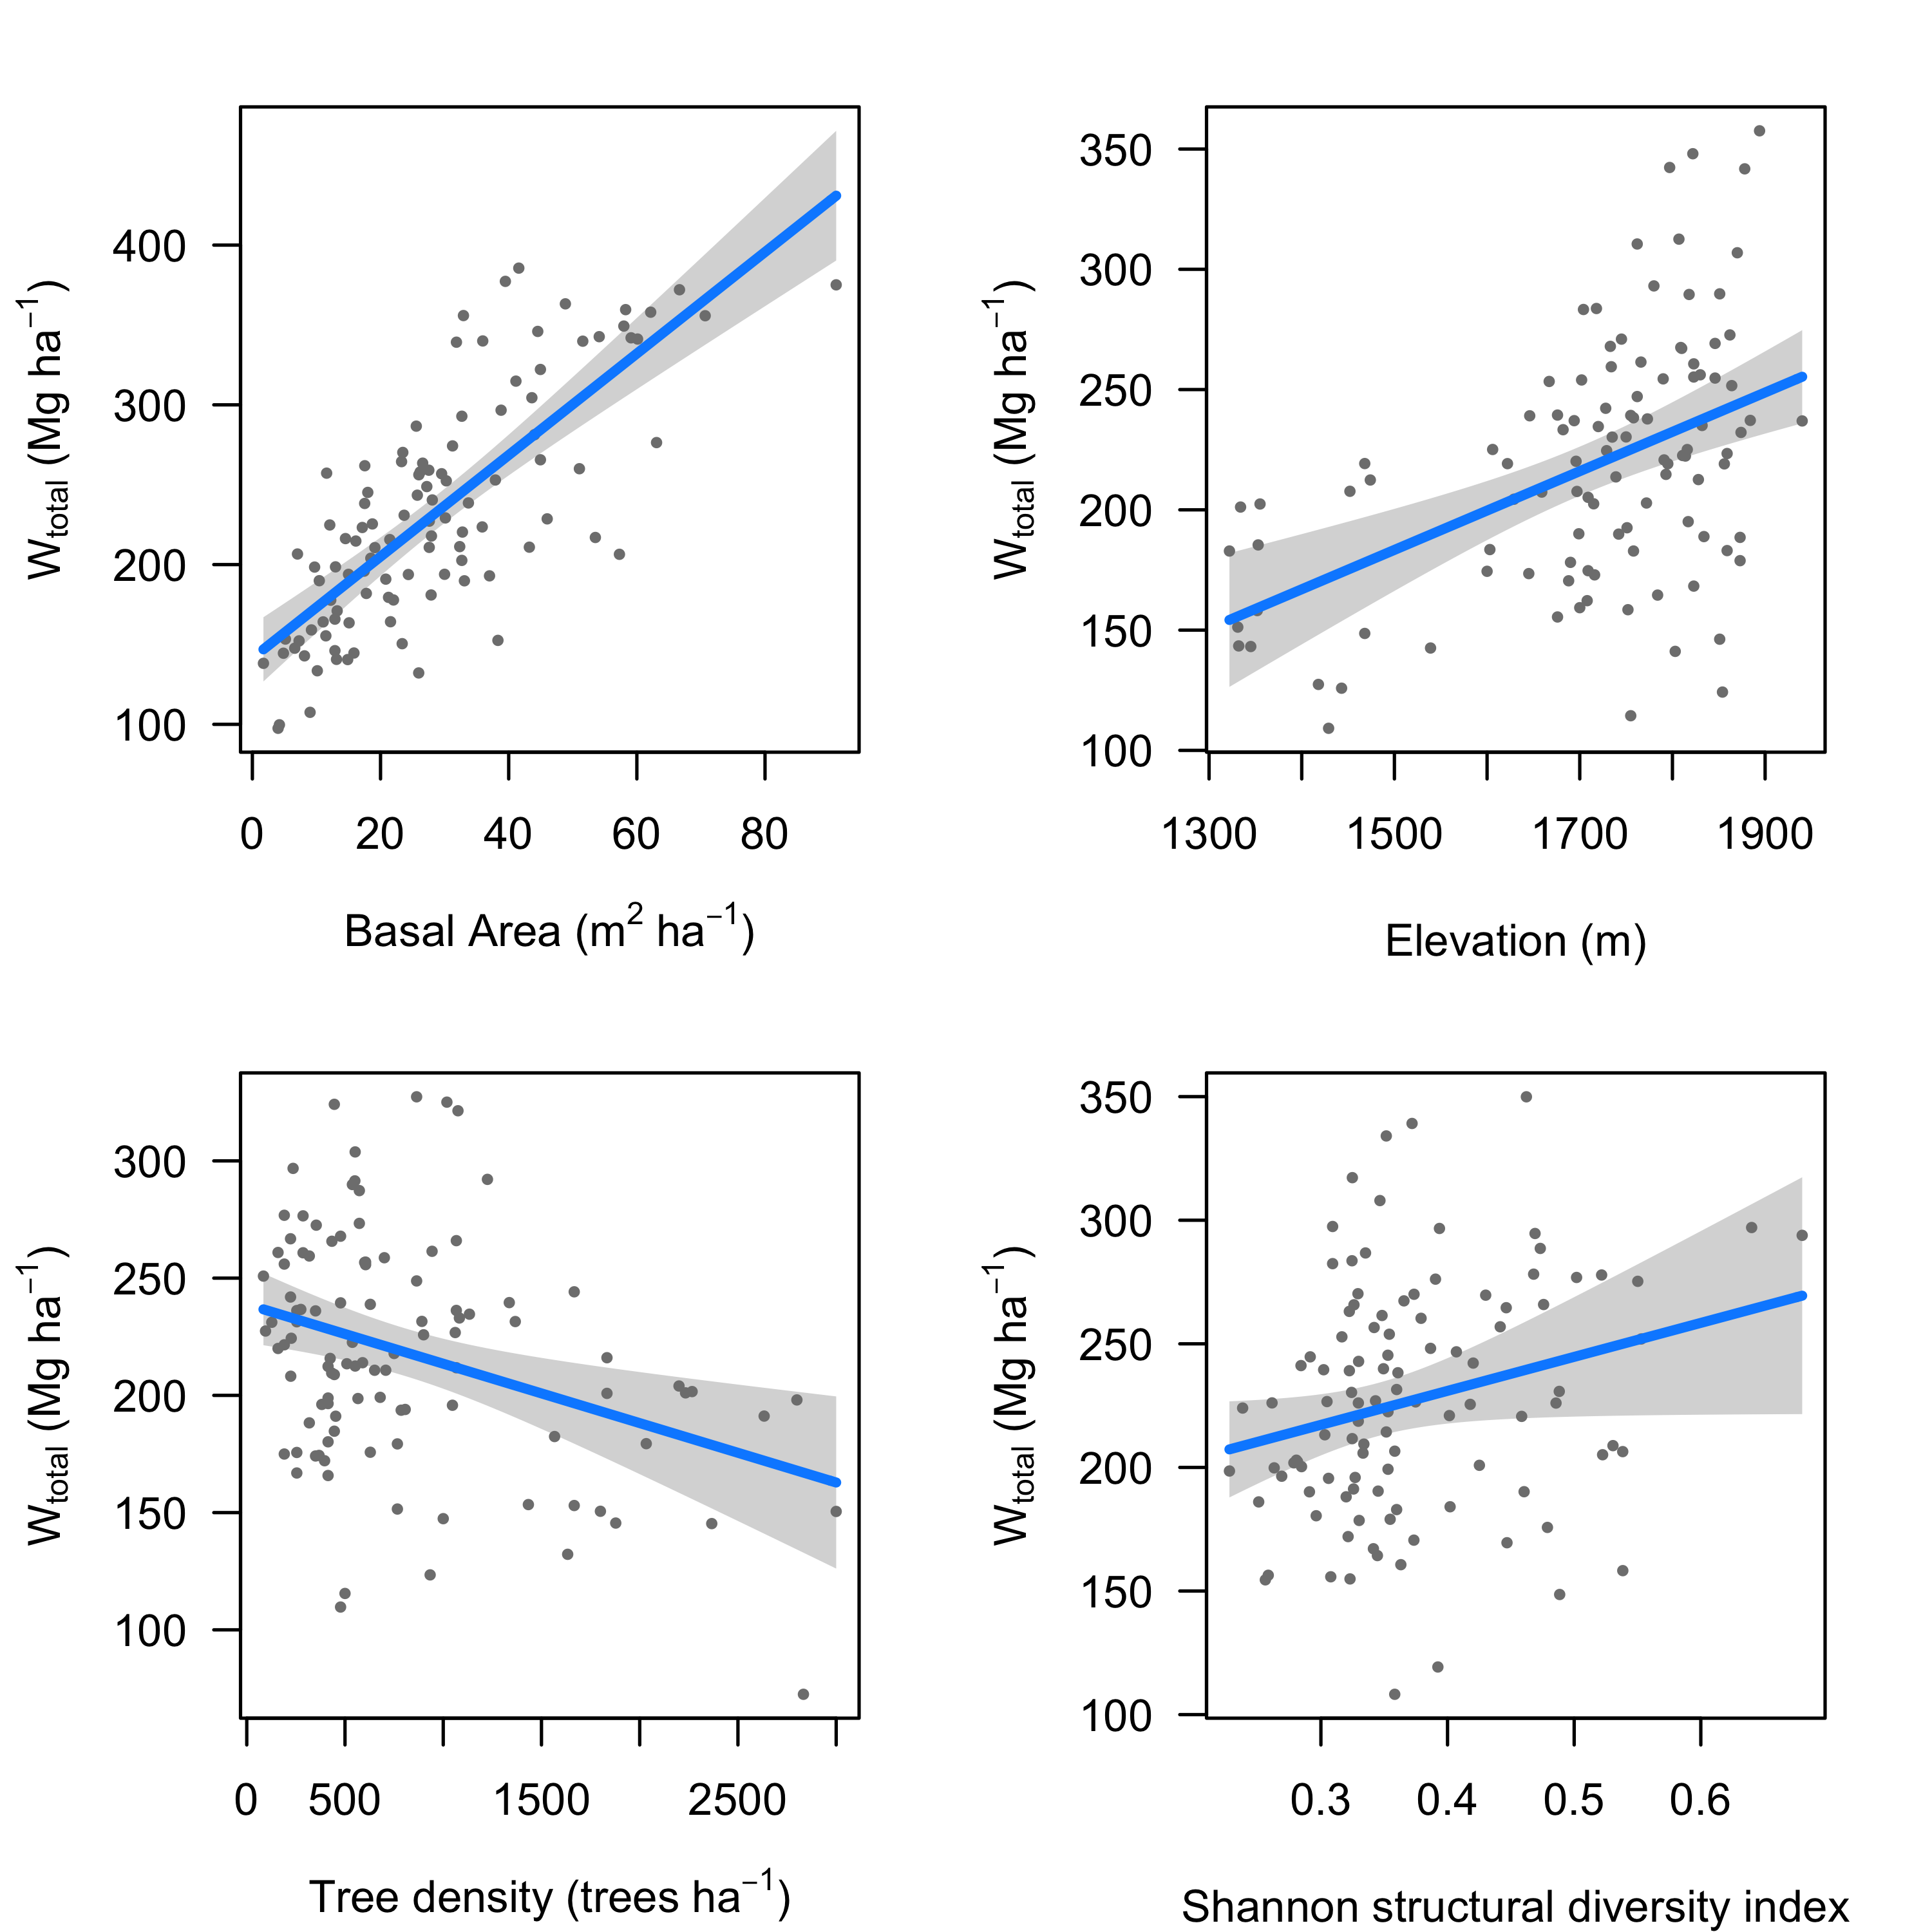 W_total (Mg ha⁻¹)
400
300
200
100
0 20 40 60 80
Basal Area (m² ha⁻¹)
W_total (Mg ha⁻¹)
350
300
250
200
150
100
1300 1500 1700 1900
Elevation (m)
W_total (Mg ha⁻¹)
300
250
200
150
100
0 500 1500 2500
Tree density (trees ha⁻¹)
W_total (Mg ha⁻¹)
350
300
250
200
150
100
0.3 0.4 0.5 0.6
Shannon structural diversity index